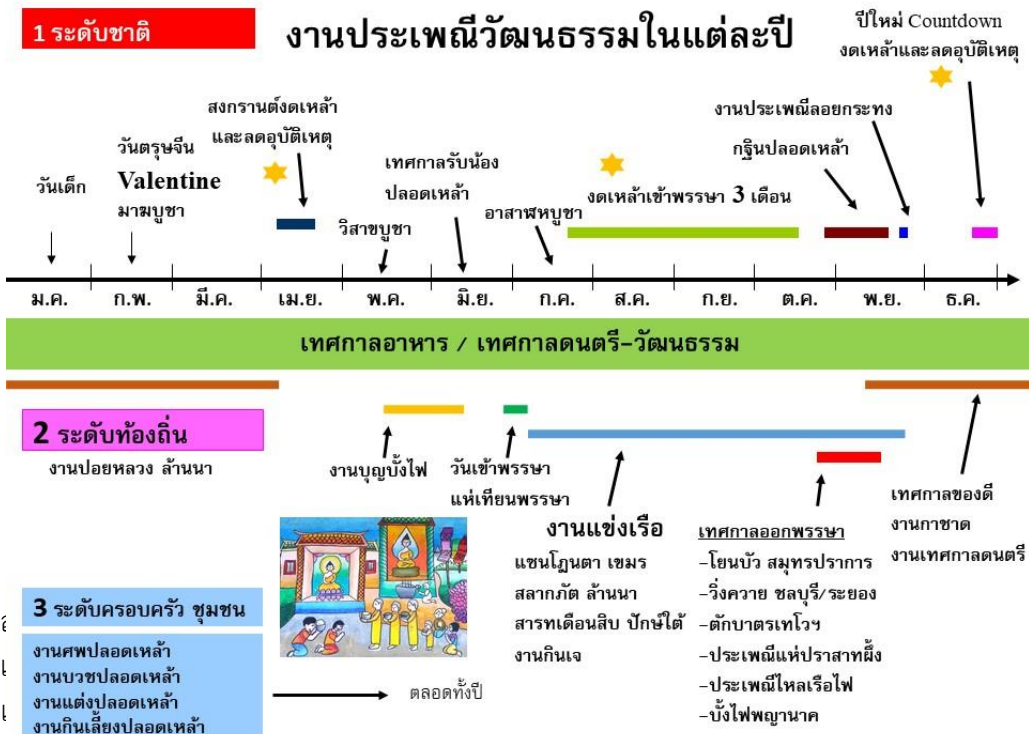 1 ระดับชาติ
งานประเพณีวัฒนธรรมในแต่ละปี
ปีใหม่ Countdown
งดเหล้าและลดอุบัติเหตุ
สงกรานต์งดเหล้า
และลดอุบัติเหตุ
งานประเพณีลอยกระทง
วันตรุษจีน
Valentine
มาฆบูชา
วันเด็ก
เทศกาลรับน้อง
ปลอดเหล้า
กฐินปลอดเหล้า
งดเหล้าเข้าพรรษา 3 เดือน
วิสาขบูชา
อาสาฬหบูชา
ม.ค. ก.พ. มี.ค. เม.ย. พ.ค. มิ.ย. ก.ค. ส.ค. ก.ย. ต.ค. พ.ย. ธ.ค.
เทศกาลอาหาร / เทศกาลดนตรี-วัฒนธรรม
2 ระดับท้องถิ่น
งานปอยหลวง ล้านนา
งานบุญบั้งไฟ
วันเข้าพรรษา
แห่เทียนพรรษา
งานแข่งเรือ
แซนโฏนตา เขมร
สลากภัต ล้านนา
สารทเดือนสิบ ปักษ์ใต้
งานกินเจ
เทศกาลออกพรรษา
-โยนบัว สมุทรปราการ
-วิ่งควาย ชลบุรี/ระยอง
-ตักบาตรเทโวฯ
-ประเพณีแห่ปราสาทผึ้ง
-ประเพณีไหลเรือไฟ
-บั้งไฟพญานาค
เทศกาลของดี
งานกาชาด
งานเทศกาลดนตรี
3 ระดับครอบครัว ชุมชน
งานศพปลอดเหล้า
งานบวชปลอดเหล้า
งานแต่งปลอดเหล้า
งานกินเลี้ยงปลอดเหล้า
ตลอดทั้งปี